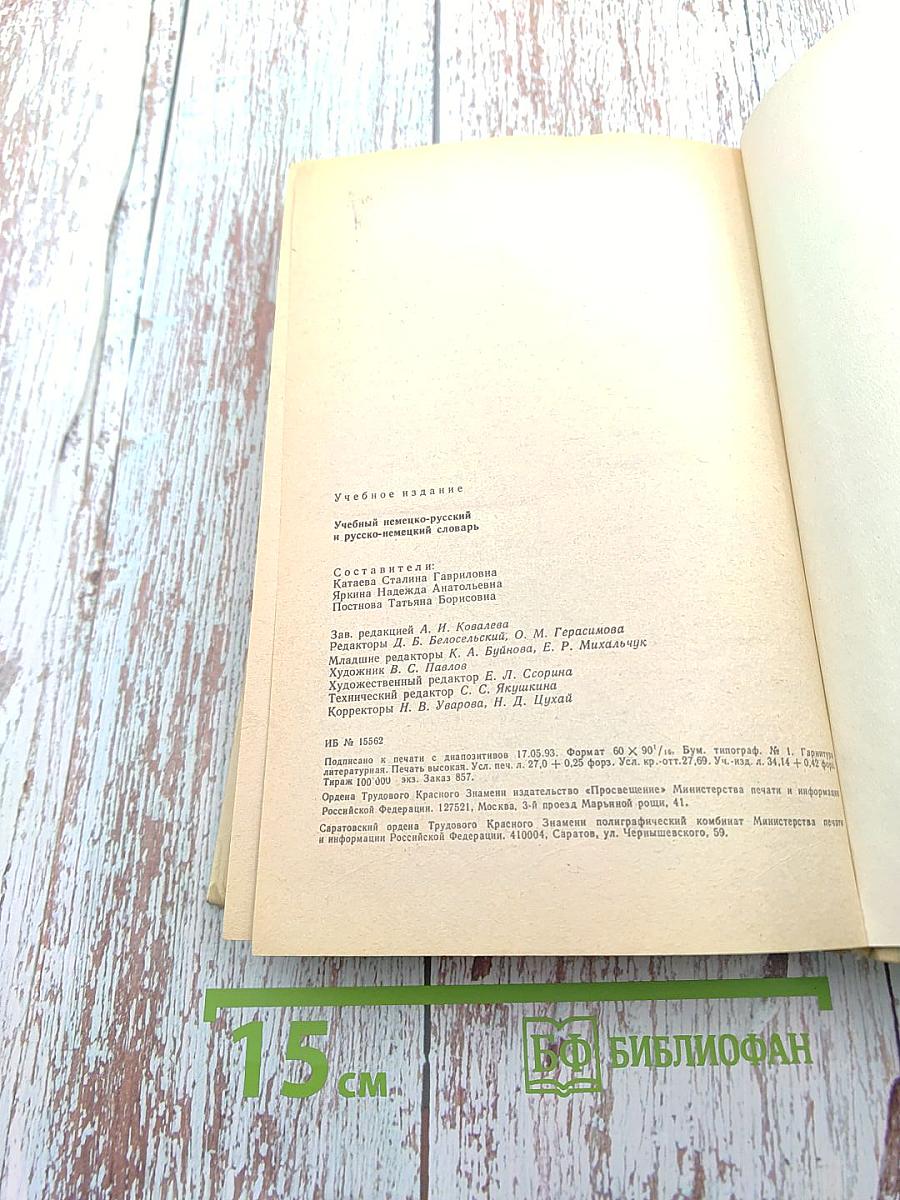 Учебное издание
Учебный немецко-русский
и русско-немецкий словарь
Составители:
Катаева Сталина Гавриловна
Яркина Надежда Анатольевна
Постнова Татьяна Борисовна
Зав. редакцией А. И. Ковалева
Редакторы Д. Б. Белосельский, О. М. Герасимова
Младшие редакторы К. А. Буйнова, Е. Р. Михальчук
Художник В. С. Павлов
Художественный редактор Е. Л. Ссорина
Технический редактор С. С. Якушкина
Корректоры Н. В. Уварова, Н. Д. Цухай
ИБ № 15562
Подписано к печати с диапозитивов 17.05.93. Формат 60 × 90¹/₁₆. Бум. типограф. № 1. Гарнитура
литературная. Печать высокая. Усл. печ. л. 27,0 + 0,25 форз. Усл. кр.-отт.27,69. Уч.-изд. л. 34,14 + 0,42 форз.
Тираж 100 000 экз. Заказ 857.
Ордена Трудового Красного Знамени издательство «Просвещение» Министерства печати и информации
Российской Федерации. 127521, Москва, 3-й проезд Марьиной рощи, 41.
Саратовский ордена Трудового Красного Знамени полиграфический комбинат Министерства печати
и информации Российской Федерации. 410004, Саратов, ул. Чернышевского, 59.
15 см
БФ БИБЛИОФАН